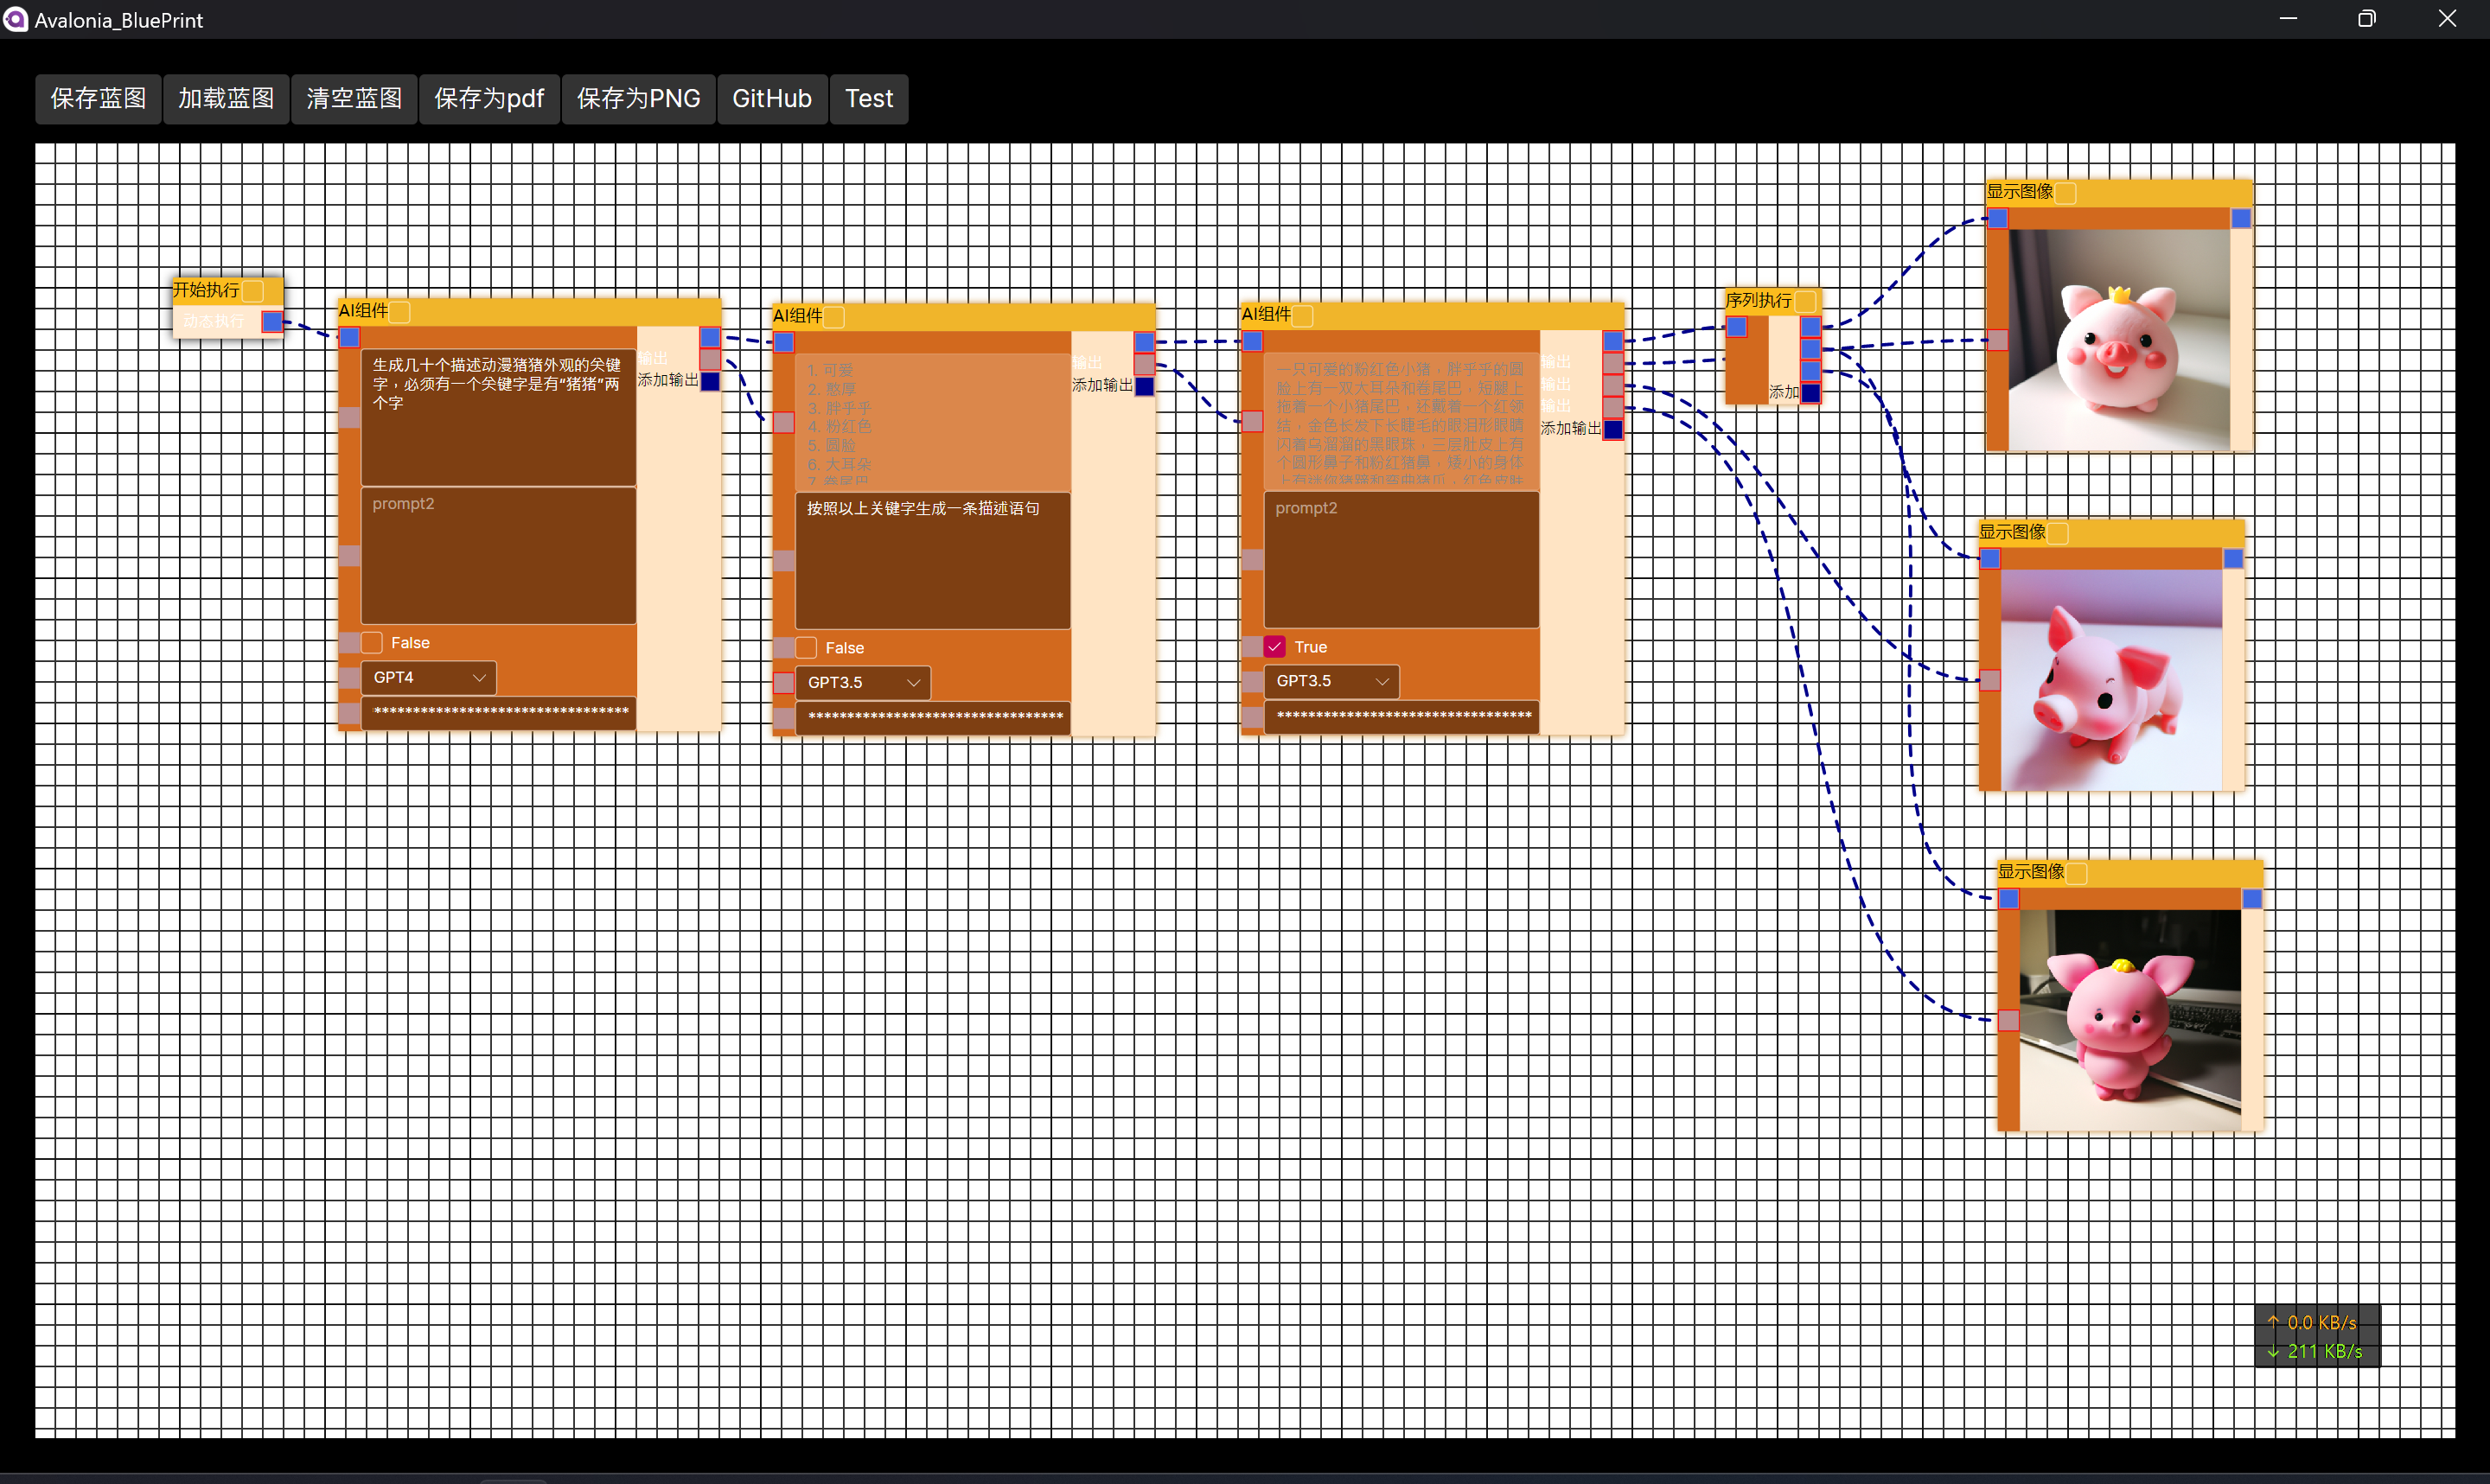 Avalonia_BluePrint
保存蓝图 加载蓝图 清空蓝图 保存为pdf 保存为PNG GitHub Test
开始执行
动态执行
AI组件
生成几十个描述动漫猪猪外观的关键
字，必须有一个关键字是有“猪猪”两
个字
prompt2
False
GPT4
*********************************
输出
添加输出
AI组件
1. 可爱
2. 憨厚
3. 胖乎乎
4. 粉红色
5. 圆脸
6. 大耳朵
7. 卷尾巴
按照以上关键字生成一条描述语句
False
GPT3.5
*********************************
输出
添加输出
AI组件
一只可爱的粉红色小猪，胖乎乎的圆
脸上有一双大耳朵和卷尾巴，短腿上
拖着一个小猪尾巴，还戴着一个红领
结，金色长发下长睫毛的眼泪形眼睛
闪着乌溜溜的黑眼珠，三层肚皮上有
个圆形鼻子和粉红猪鼻，矮小的身体
prompt2
True
GPT3.5
*********************************
输出
输出
输出
添加输出
序列执行
添加
显示图像
显示图像
显示图像
↑ 0.0 KB/s
↓ 211 KB/s